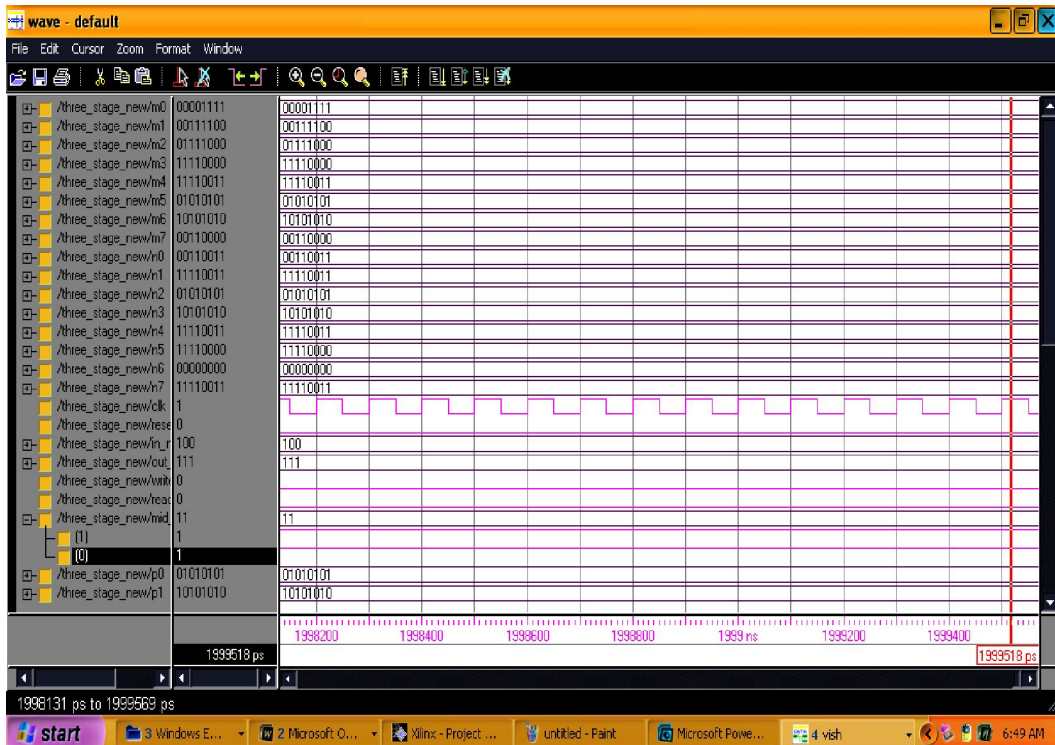 wave - default
File Edit Cursor Zoom Format Window
/three_stage_new/m0 00001111 00001111
/three_stage_new/m1 00111100 00111100
/three_stage_new/m2 01111000 01111000
/three_stage_new/m3 11110000 11110000
/three_stage_new/m4 11110011 11110011
/three_stage_new/m5 01010101 01010101
/three_stage_new/m6 10101010 10101010
/three_stage_new/m7 00110000 00110000
/three_stage_new/n0 00110011 00110011
/three_stage_new/n1 11110011 11110011
/three_stage_new/n2 01010101 01010101
/three_stage_new/n3 10101010 10101010
/three_stage_new/n4 11110011 11110011
/three_stage_new/n5 11110000 11110000
/three_stage_new/n6 00000000 00000000
/three_stage_new/n7 11110011 11110011
/three_stage_new/clk 1
/three_stage_new/rese 0
/three_stage_new/in_r 100 100
/three_stage_new/out_ 111 111
/three_stage_new/write 0
/three_stage_new/read 0
/three_stage_new/mid_ 11 11
(1) 1
(0) 1
/three_stage_new/p0 01010101 01010101
/three_stage_new/p1 10101010 10101010
1998200 1998400 1998600 1998800 1999 ns 1999200 1999400
1999518 ps 1999518 ps
1998131 ps to 1999569 ps
start 3 Windows E... 2 Microsoft O... Xilinx - Project ... untitled - Paint Microsoft Powe... 4 vish 6:49 AM